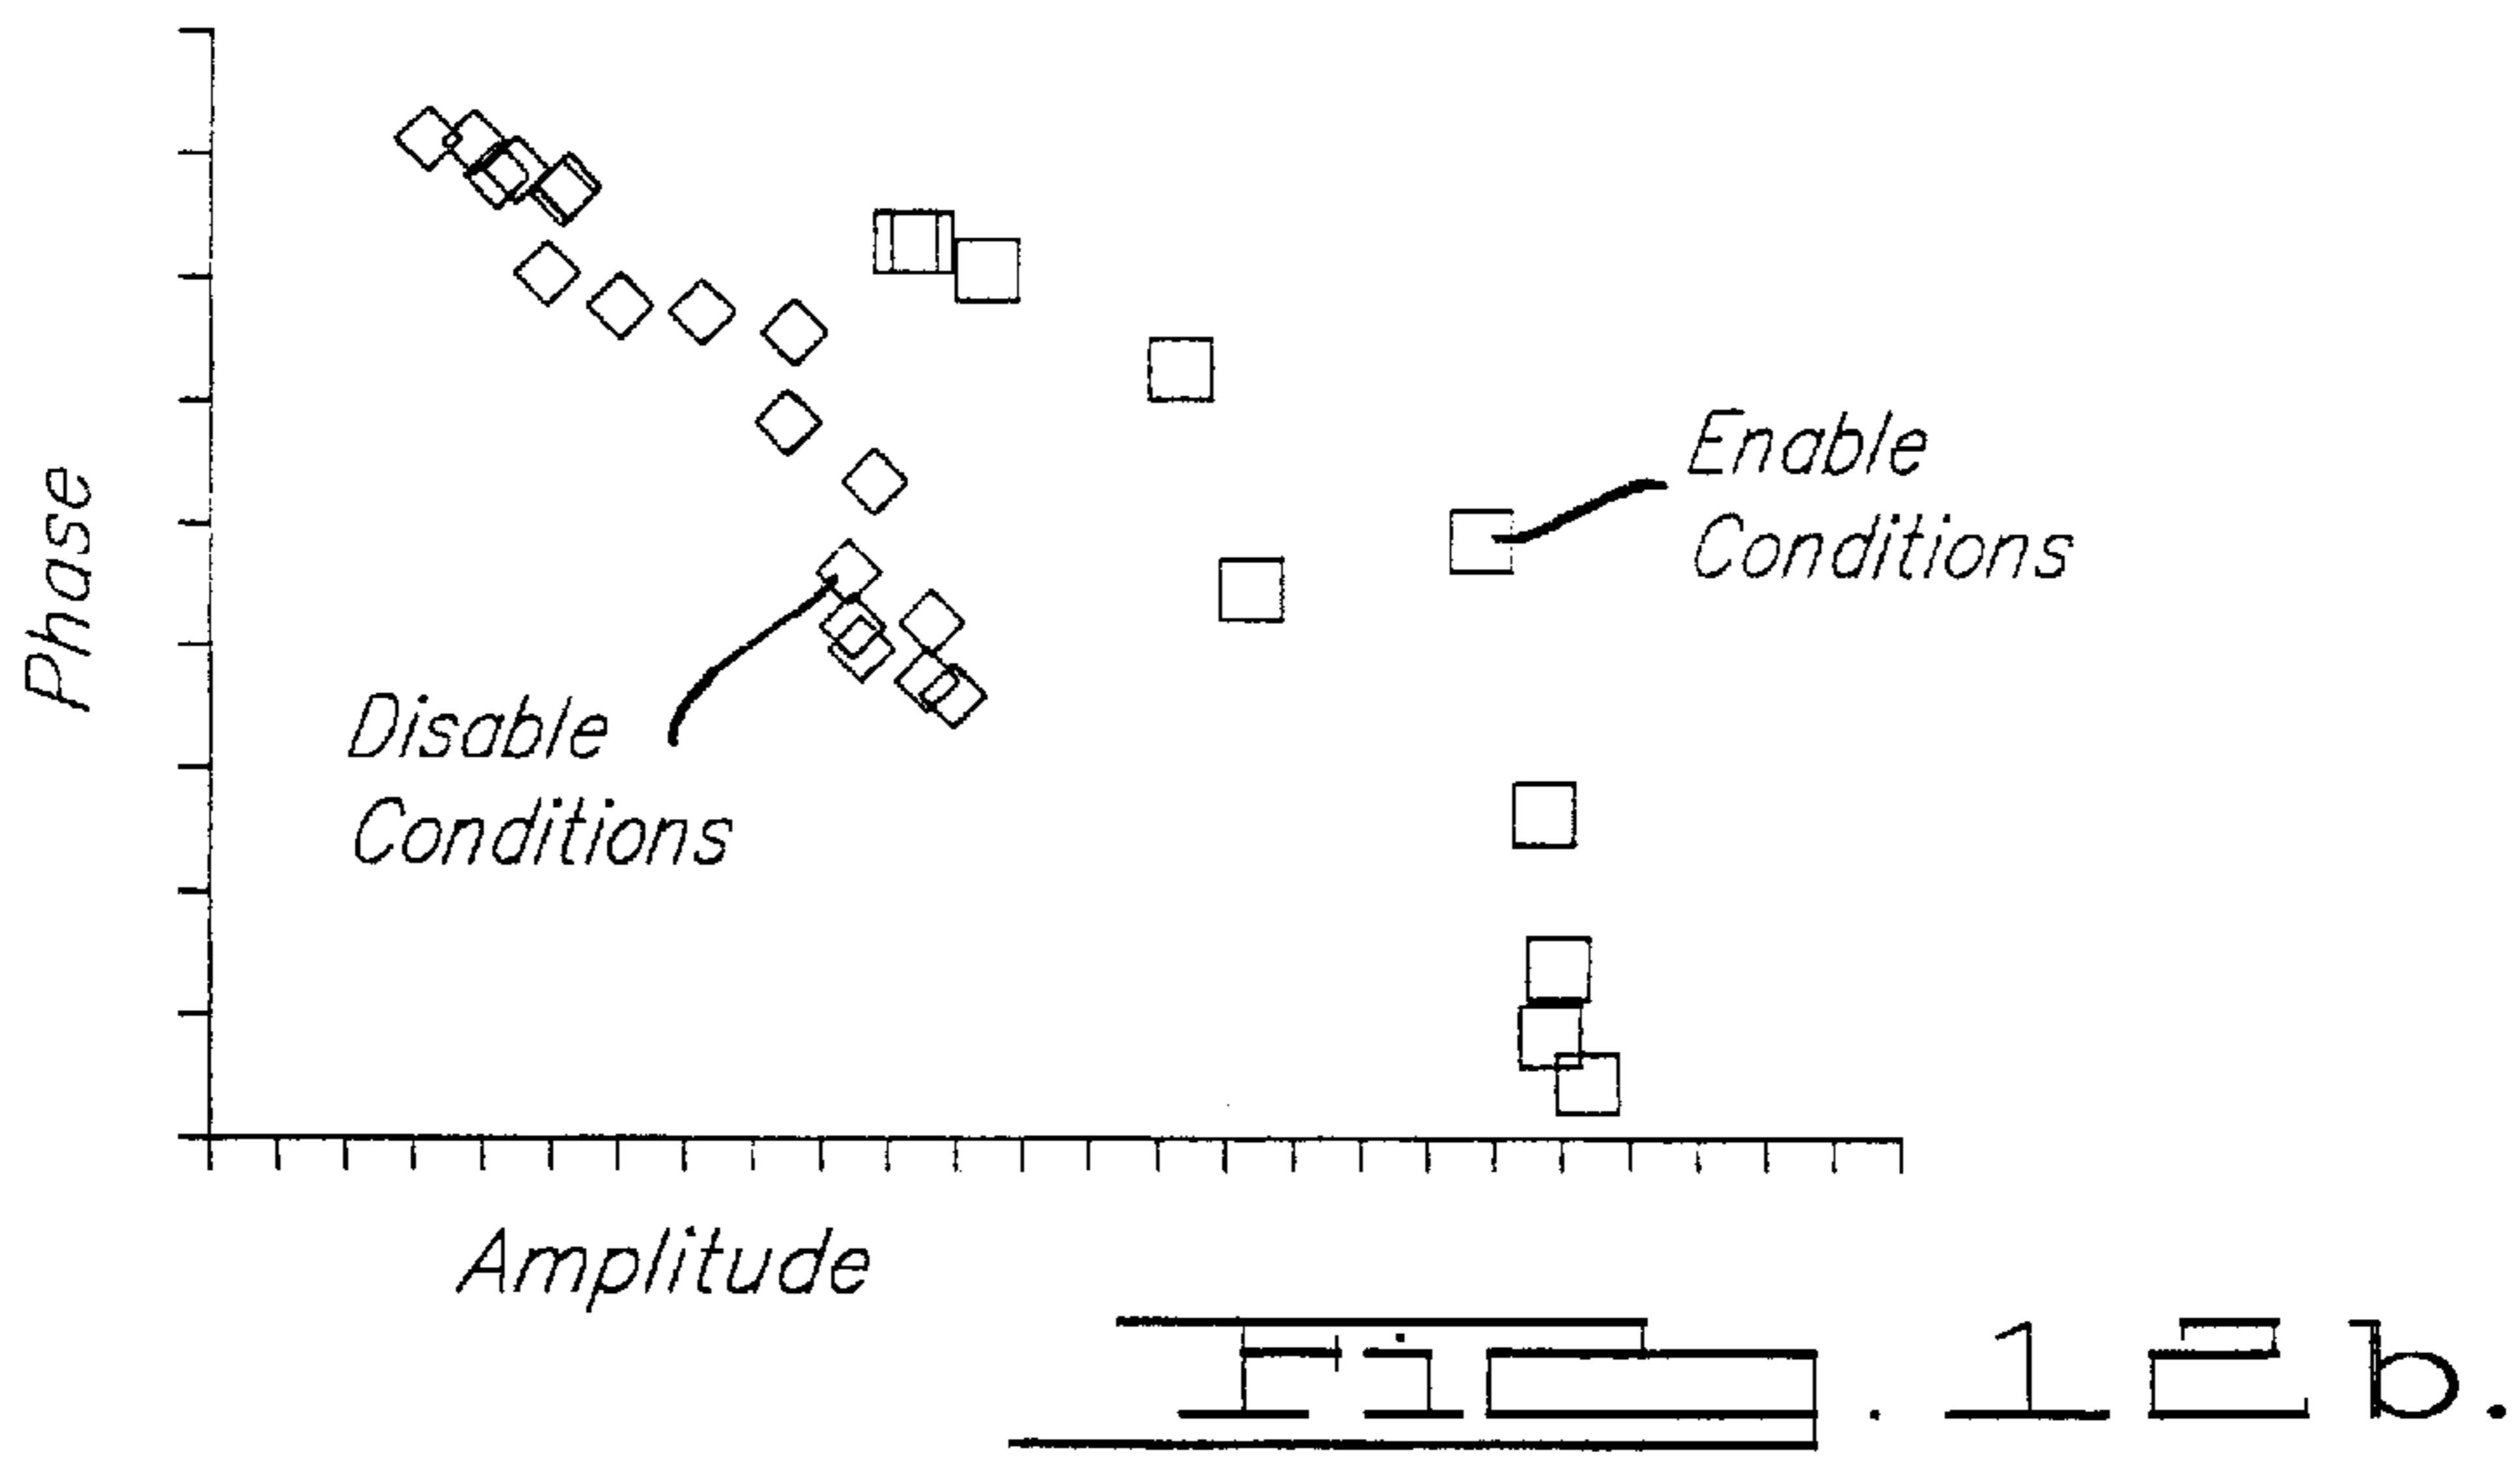 Phase
Enable
Conditions
Disable
Conditions
Amplitude
Fig. 12b.